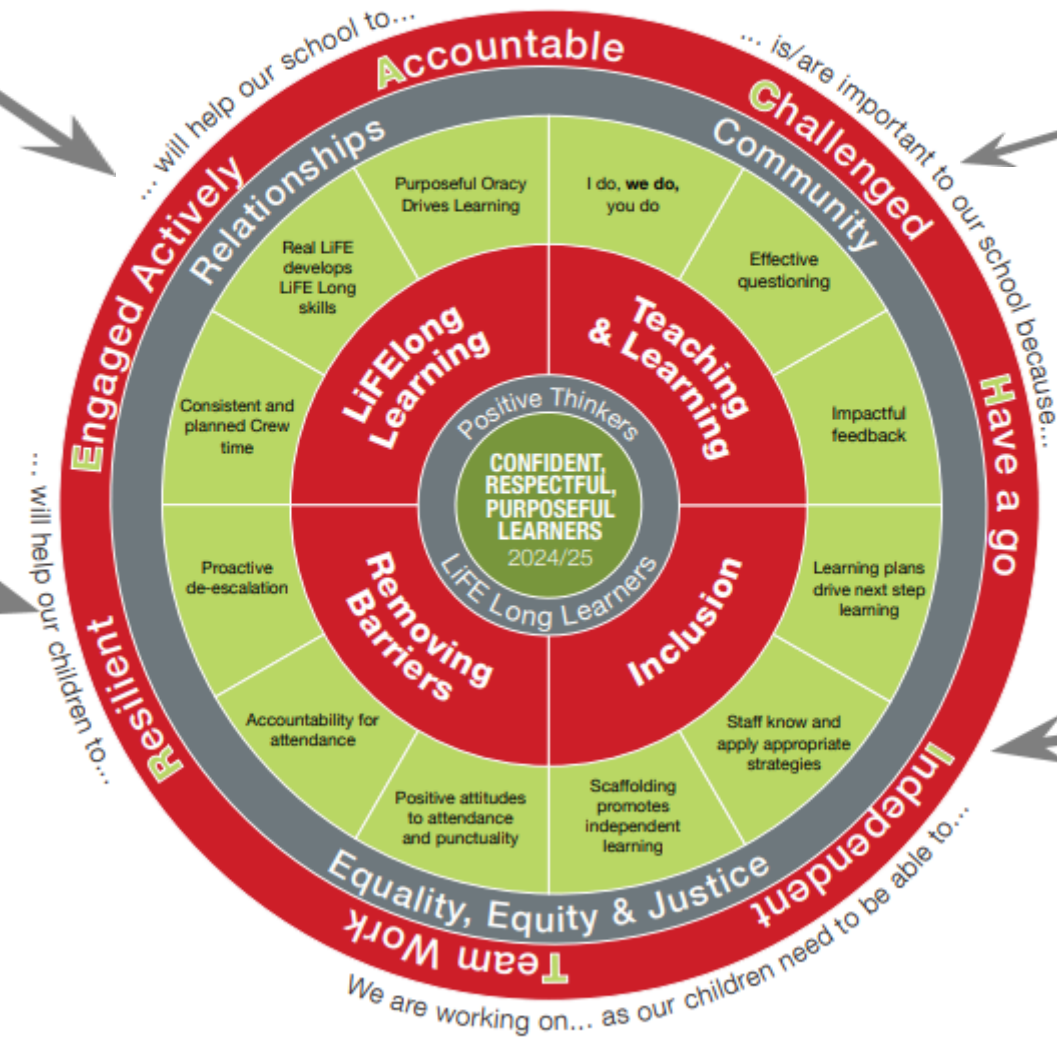 ... will help our school to...
... is/are important to our school because...
... will help our children to...
We are working on... as our children need to be able to...
Accountable
Challenged
Have a go
Independent
Team Work
Resilient
Engaged Actively
Relationships
Community
Equality, Equity & Justice
Purposeful Oracy
Drives Learning
I do, we do,
you do
Effective
questioning
Impactful
feedback
Learning plans
drive next step
learning
Staff know and
apply appropriate
strategies
Scaffolding
promotes
independent
learning
Positive attitudes
to attendance
and punctuality
Accountability for
attendance
Proactive
de-escalation
Consistent and
planned Crew
time
Real LiFE
develops
LiFE Long
skills
LiFElong
Learning
Teaching
& Learning
Inclusion
Removing
Barriers
Positive Thinkers
LiFE Long Learners
CONFIDENT,
RESPECTFUL,
PURPOSEFUL
LEARNERS
2024/25